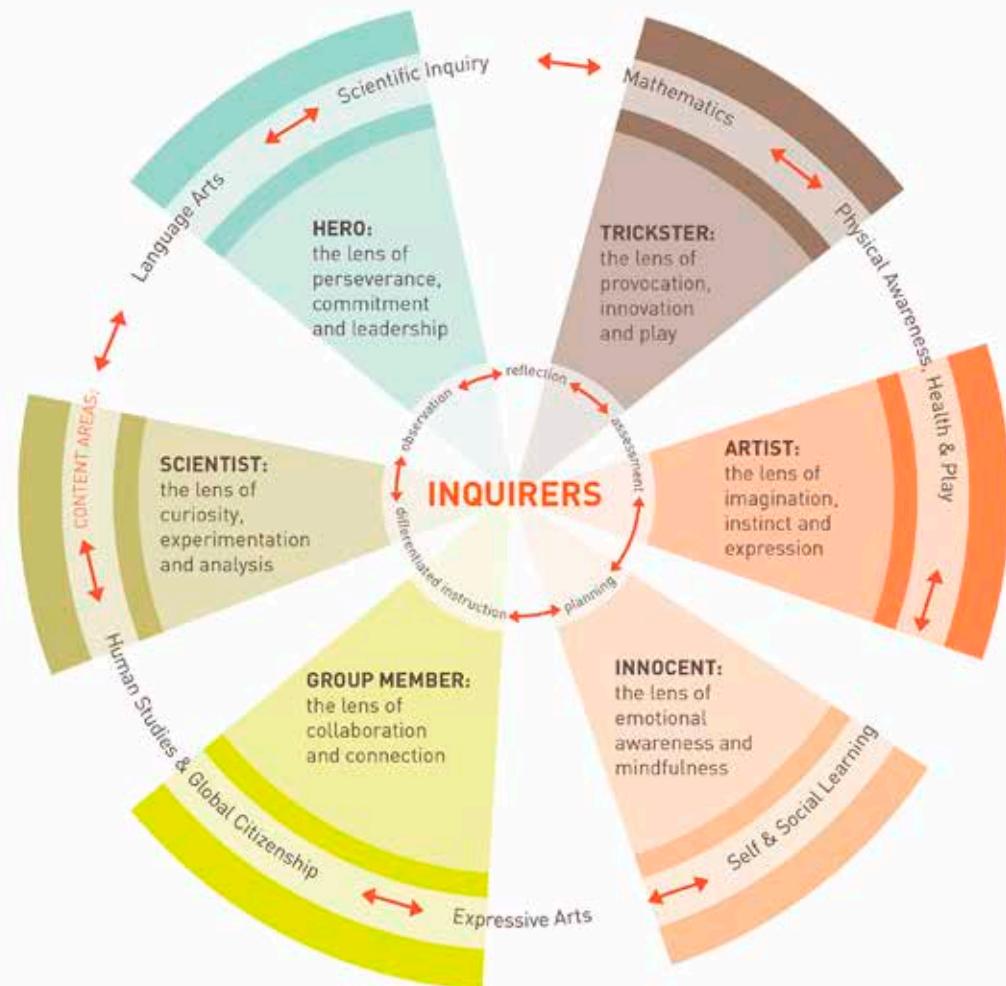 Scientific Inquiry
Mathematics
Language Arts
Physical Awareness, Health & Play
HERO:
the lens of
perseverance,
commitment
and leadership
TRICKSTER:
the lens of
provocation,
innovation
and play
reflection
observation
assessment
CONTENT AREAS:
SCIENTIST:
the lens of
curiosity,
experimentation
and analysis
INQUIRERS
ARTIST:
the lens of
imagination,
instinct and
expression
differentiated instruction
planning
GROUP MEMBER:
the lens of
collaboration
and connection
INNOCENT:
the lens of
emotional
awareness and
mindfulness
Human Studies & Global Citizenship
Self & Social Learning
Expressive Arts